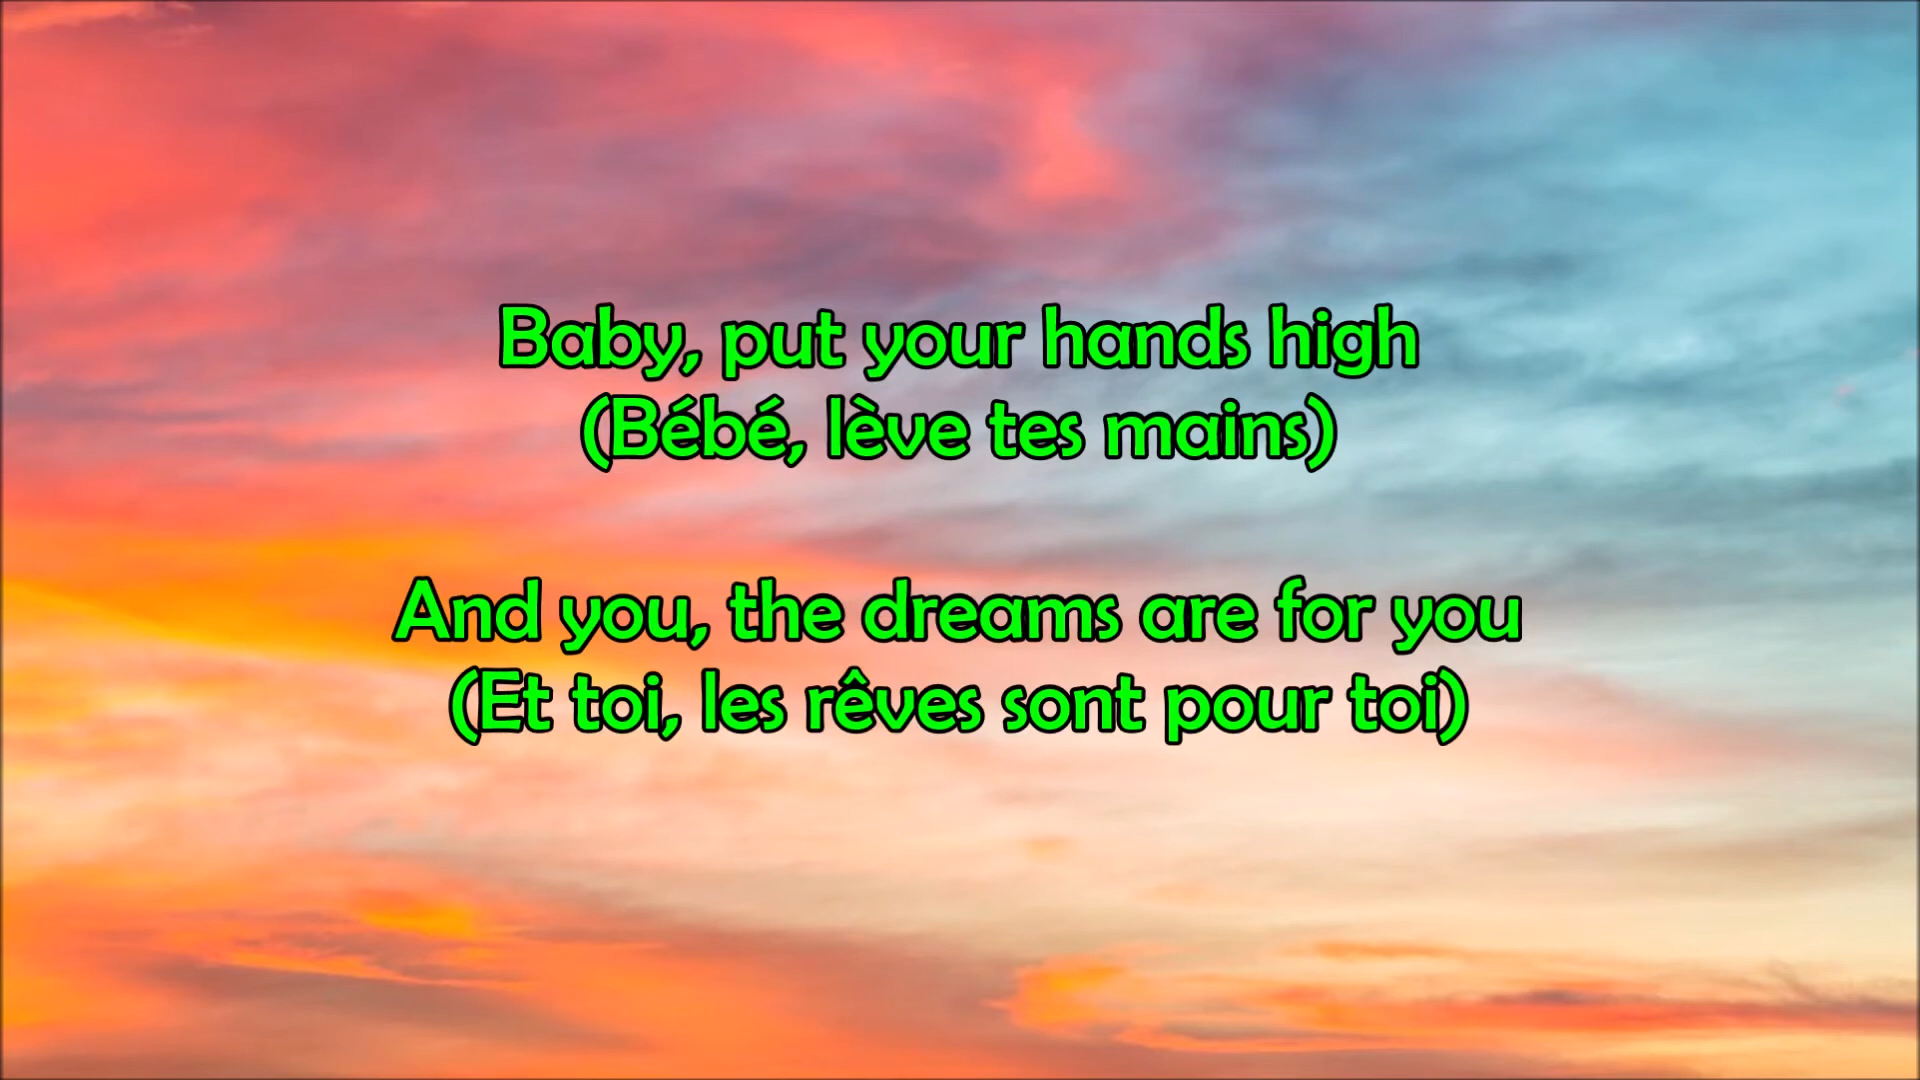 Baby, put your hands high
(Bébé, lève tes mains)
And you, the dreams are for you
(Et toi, les rêves sont pour toi)